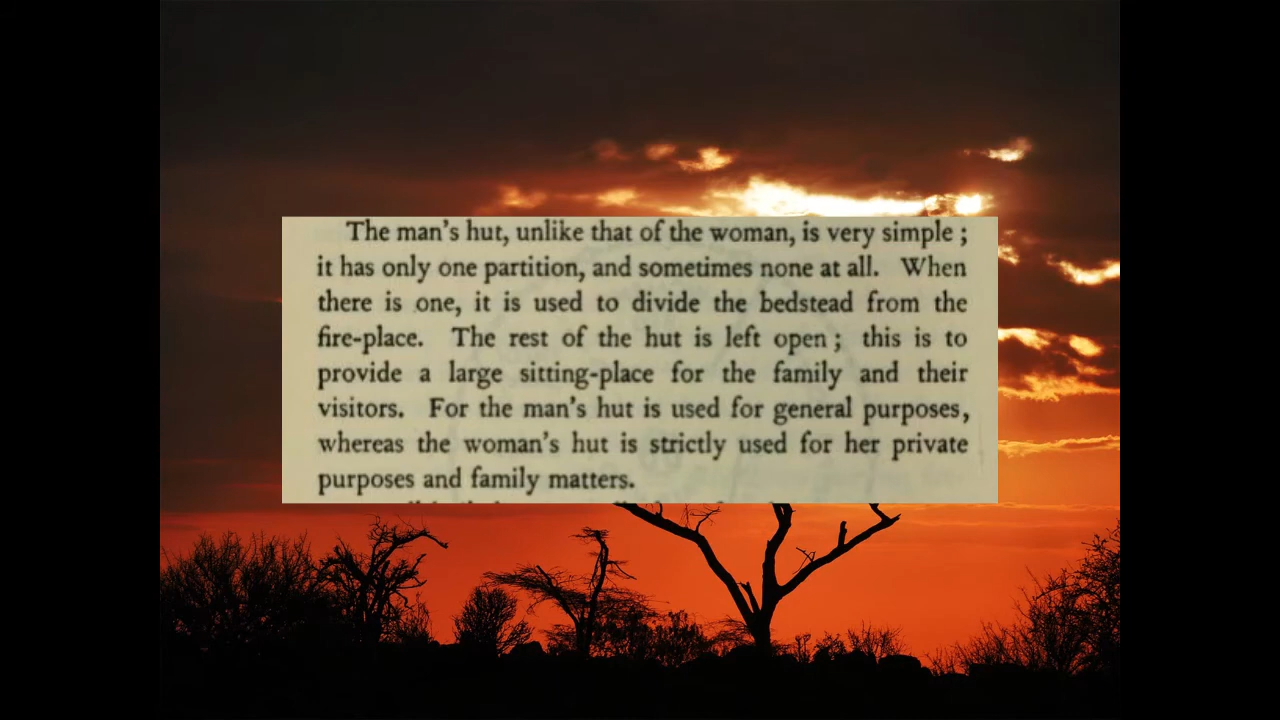 The man's hut, unlike that of the woman, is very simple ;
it has only one partition, and sometimes none at all. When
there is one, it is used to divide the bedstead from the
fire-place. The rest of the hut is left open ; this is to
provide a large sitting-place for the family and their
visitors. For the man's hut is used for general purposes,
whereas the woman's hut is strictly used for her private
purposes and family matters.